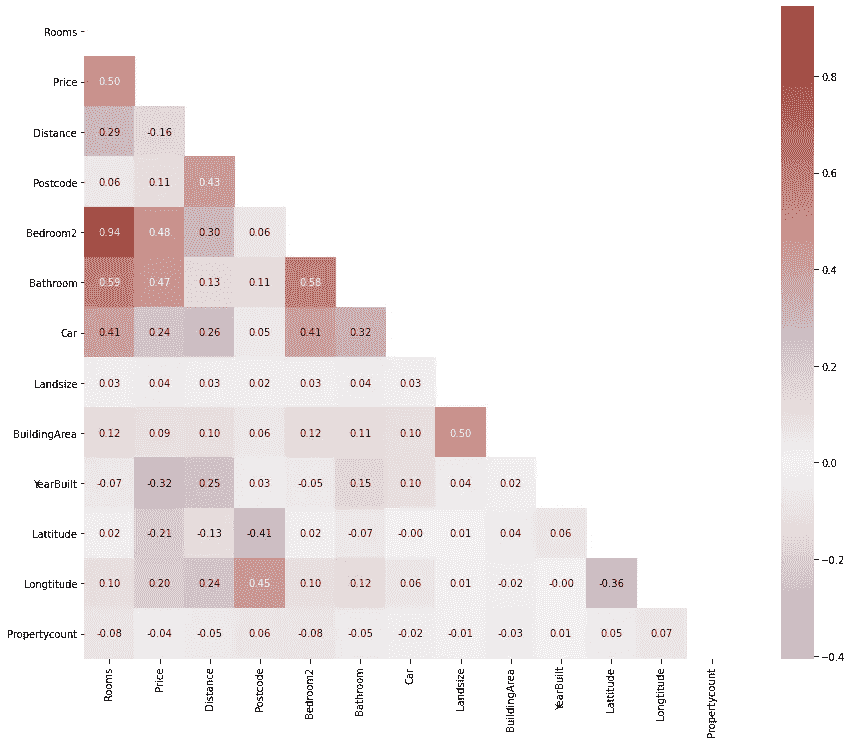 Rooms
Price 0.50
Distance 0.29 -0.16
Postcode 0.06 0.11 0.43
Bedroom2 0.94 0.48 0.30 0.06
Bathroom 0.59 0.47 0.13 0.11 0.58
Car 0.41 0.24 0.26 0.05 0.41 0.32
Landsize 0.03 0.04 0.03 0.02 0.03 0.04 0.03
BuildingArea 0.12 0.09 0.10 0.06 0.12 0.11 0.10 0.50
YearBuilt -0.07 -0.32 0.25 0.03 -0.05 0.15 0.10 0.04 0.02
Lattitude 0.02 -0.21 -0.13 -0.41 0.02 -0.07 -0.00 0.01 0.04 0.06
Longtitude 0.10 0.20 0.24 0.45 0.10 0.12 0.06 0.01 -0.02 -0.00 -0.36
Propertycount -0.08 -0.04 -0.05 0.06 -0.08 -0.05 -0.02 -0.01 -0.03 0.01 0.05 0.07
Rooms Price Distance Postcode Bedroom2 Bathroom Car Landsize BuildingArea YearBuilt Lattitude Longtitude Propertycount
0.8
0.6
0.4
0.2
0.0
-0.2
-0.4